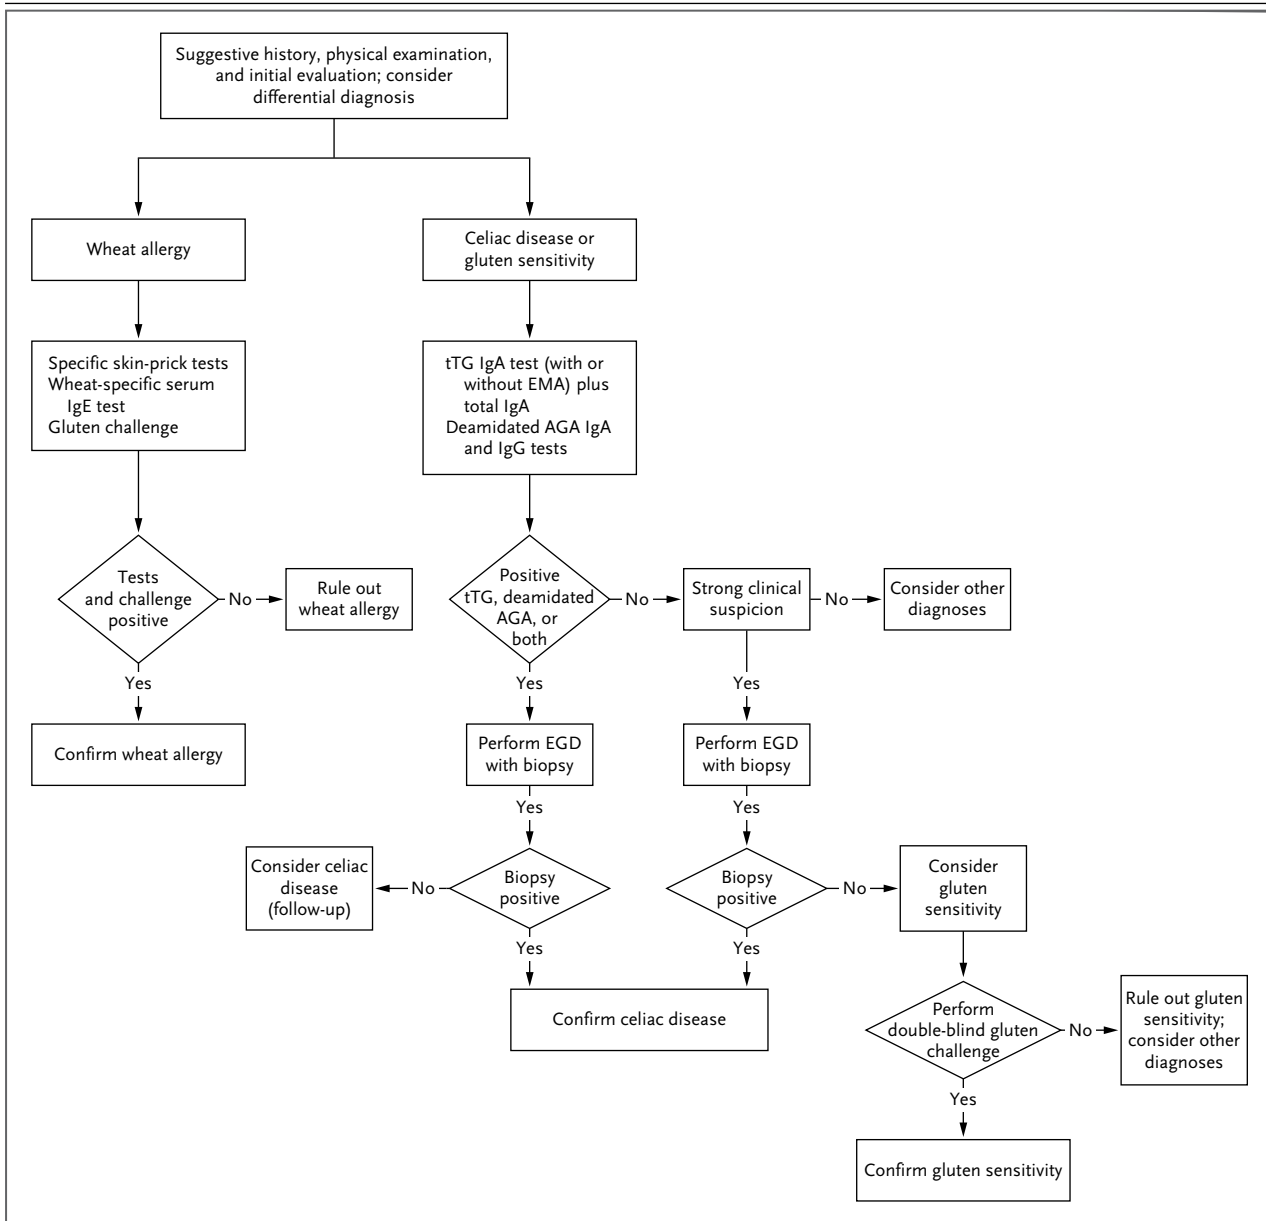 Suggestive history, physical examination,
and initial evaluation; consider
differential diagnosis
Wheat allergy
Celiac disease or
gluten sensitivity
Specific skin-prick tests
Wheat-specific serum
IgE test
Gluten challenge
tTG IgA test (with or
without EMA) plus
total IgA
Deamidated AGA IgA
and IgG tests
Tests
and challenge
positive
No
Rule out
wheat allergy
Positive
tTG, deamidated
AGA, or
both
No
Strong clinical
suspicion
No
Consider other
diagnoses
Yes
Yes
Yes
Confirm wheat allergy
Perform EGD
with biopsy
Perform EGD
with biopsy
Yes
Yes
Consider celiac
disease
(follow-up)
No
Biopsy
positive
Biopsy
positive
No
Consider
gluten
sensitivity
Yes
Yes
Confirm celiac disease
Perform
double-blind gluten
challenge
No
Rule out gluten
sensitivity;
consider other
diagnoses
Yes
Confirm gluten sensitivity